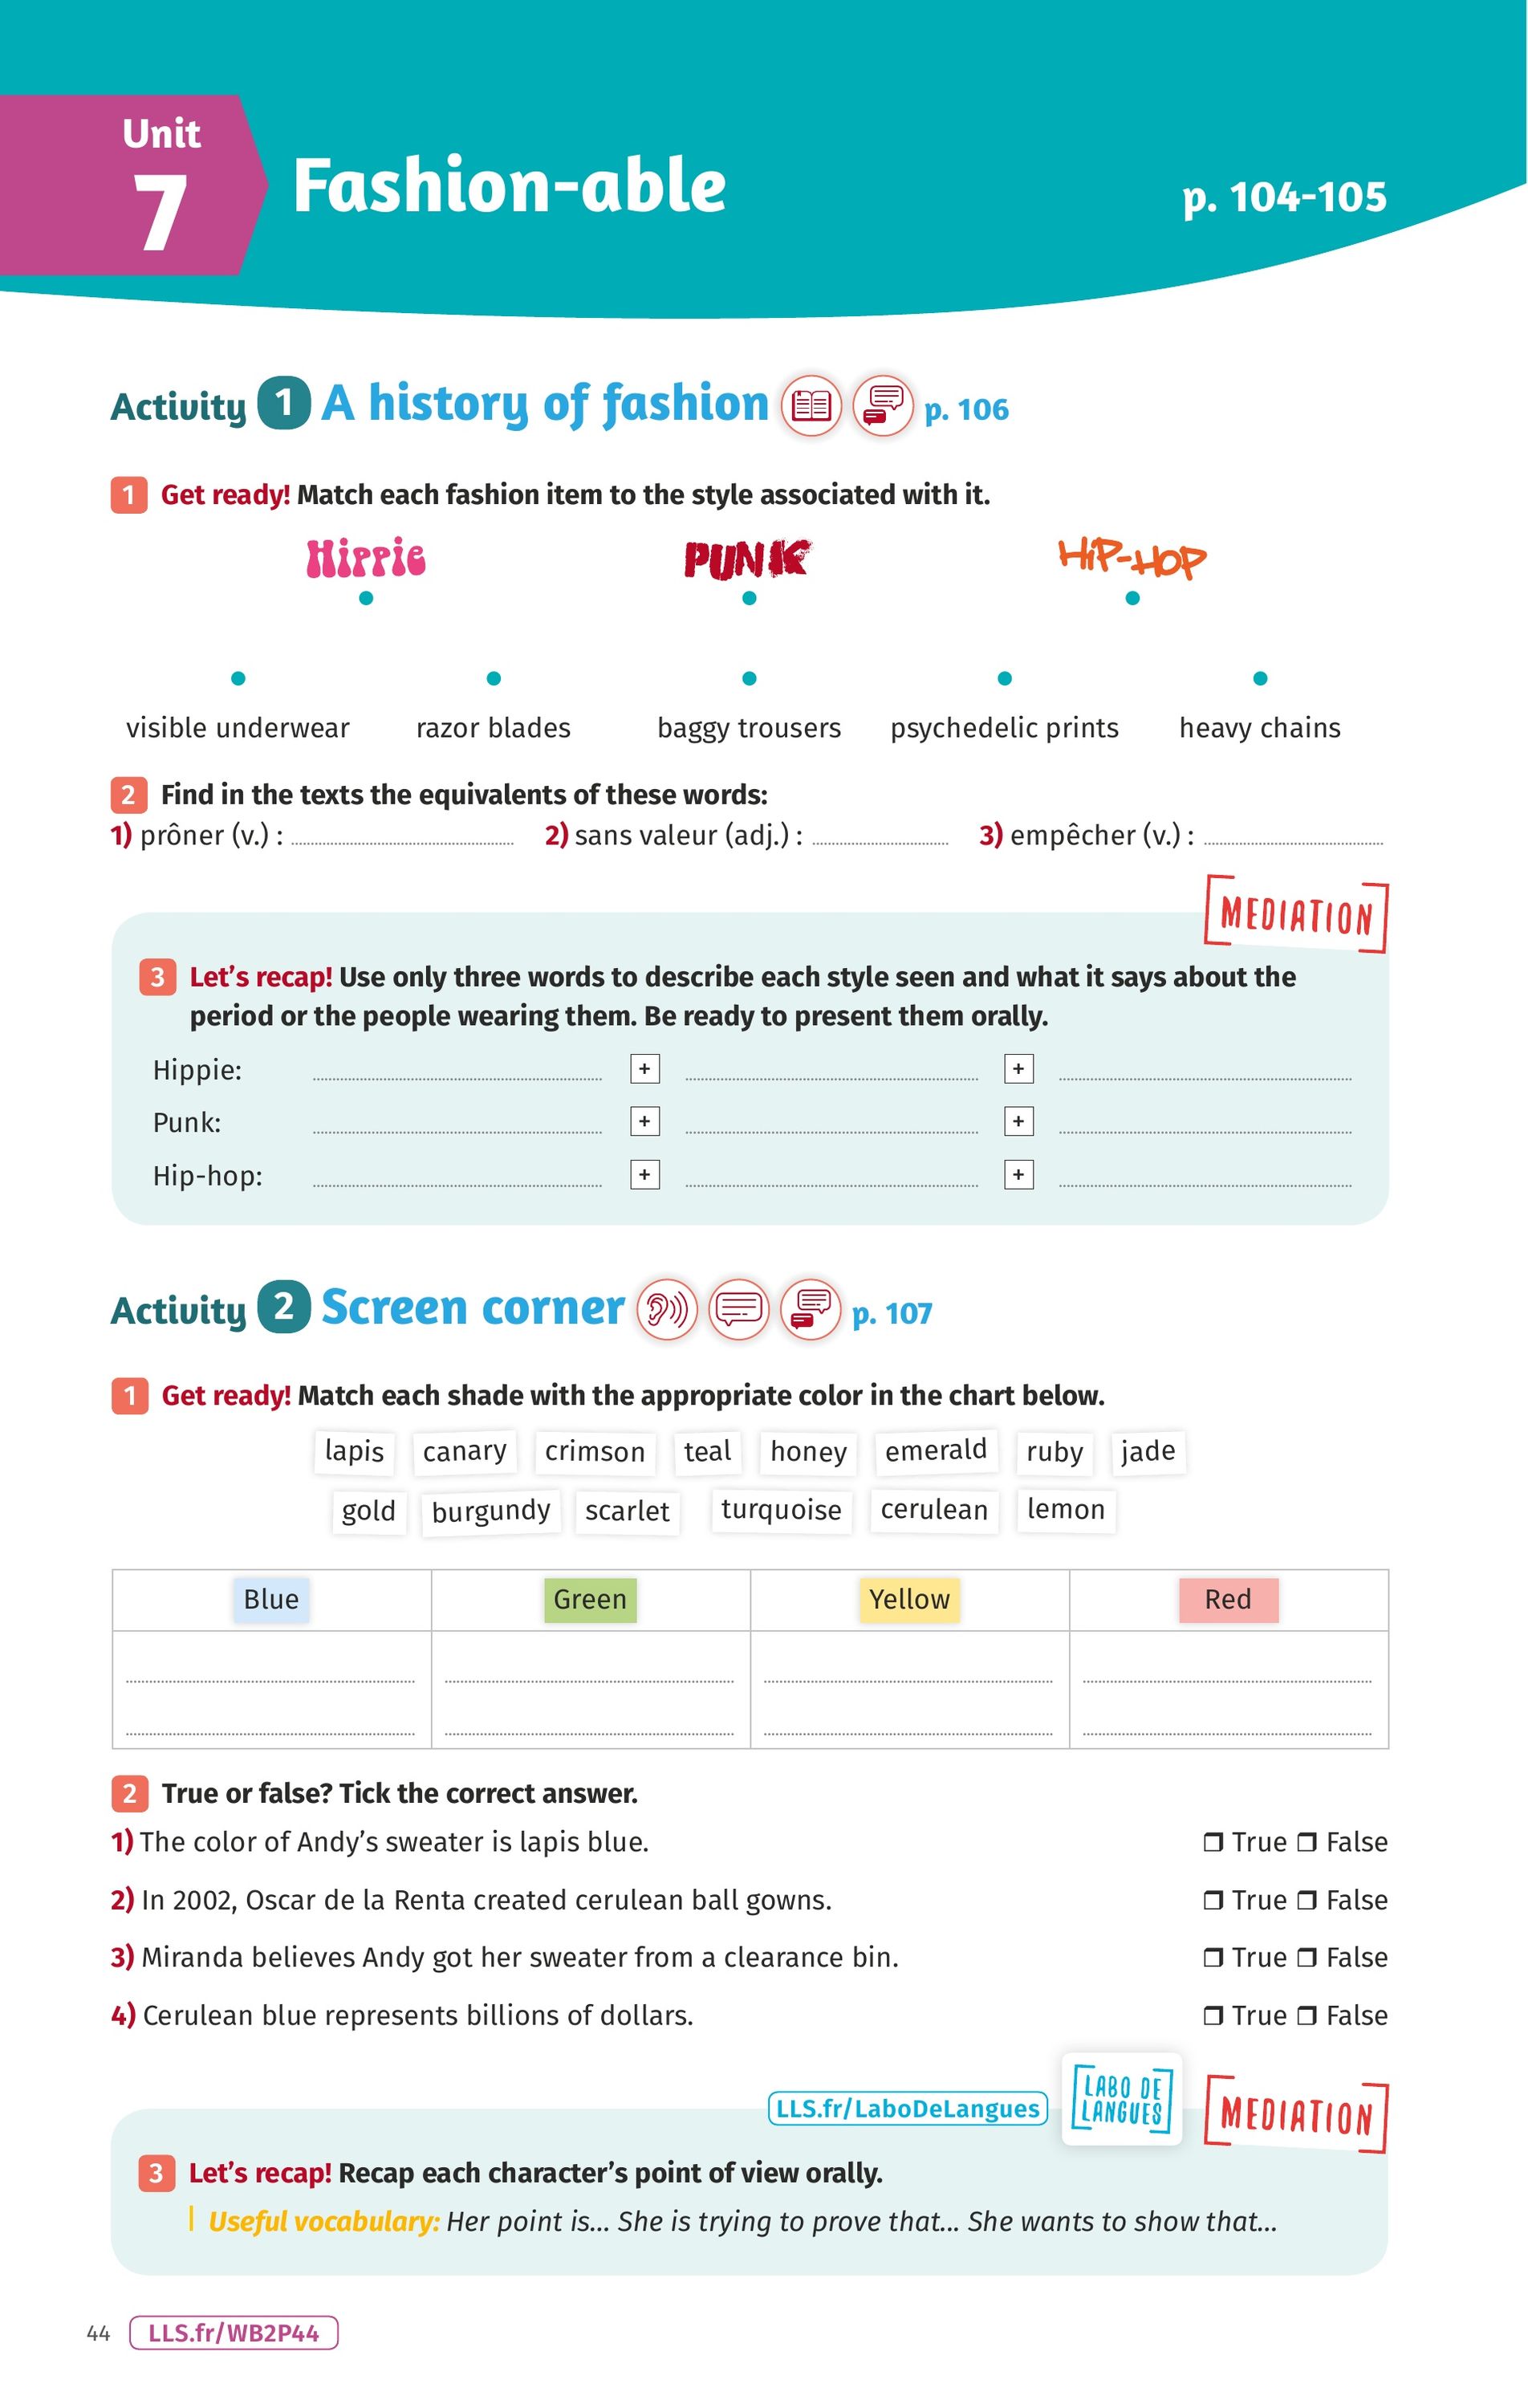 Unit
7
Fashion-able
p. 104-105
Activity 1 A history of fashion p. 106
1 Get ready! Match each fashion item to the style associated with it.
Hippie PUNK HIP-HOP
visible underwear razor blades baggy trousers psychedelic prints heavy chains
2 Find in the texts the equivalents of these words:
1) prôner (v.) : 2) sans valeur (adj.) : 3) empêcher (v.) :
MEDIATION
3 Let's recap! Use only three words to describe each style seen and what it says about the
period or the people wearing them. Be ready to present them orally.
Hippie: + +
Punk: + +
Hip-hop: + +
Activity 2 Screen corner p. 107
1 Get ready! Match each shade with the appropriate color in the chart below.
lapis canary crimson teal honey emerald ruby jade
gold burgundy scarlet turquoise cerulean lemon
Blue Green Yellow Red
2 True or false? Tick the correct answer.
1) The color of Andy's sweater is lapis blue. ❒ True ❒ False
2) In 2002, Oscar de la Renta created cerulean ball gowns. ❒ True ❒ False
3) Miranda believes Andy got her sweater from a clearance bin. ❒ True ❒ False
4) Cerulean blue represents billions of dollars. ❒ True ❒ False
LLS.fr/LaboDeLangues
LABO DE
LANGUES
MEDIATION
3 Let's recap! Recap each character's point of view orally.
Useful vocabulary: Her point is... She is trying to prove that... She wants to show that...
44 LLS.fr/WB2P44